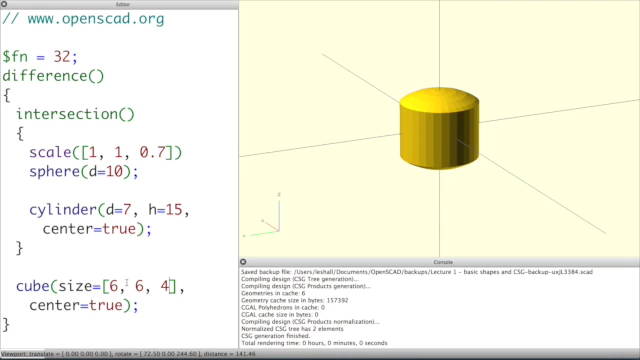 Editor
// www.openscad.org
$fn = 32;
difference()
{
intersection()
{
scale([1, 1, 0.7])
sphere(d=10);
cylinder(d=7, h=15,
center=true);
}
cube(size=[6, 6, 4],
center=true);
}
Console
Saved backup file: /Users/leshall/Documents/OpenSCAD/backups/Lecture 1 - basic shapes and CSG-backup-uxJL3384.scad
Compiling design (CSG Tree generation)...
Compiling design (CSG Products generation)...
Geometries in cache: 6
Geometry cache size in bytes: 157392
CGAL Polyhedrons in cache: 0
CGAL cache size in bytes: 0
Compiling design (CSG Products normalization)...
Normalized CSG tree has 2 elements
CSG generation finished.
Total rendering time: 0 hours, 0 minutes, 0 seconds
Viewport: translate = [ 0.00 0.00 0.00 ], rotate = [ 72.50 0.00 244.60 ], distance = 141.46